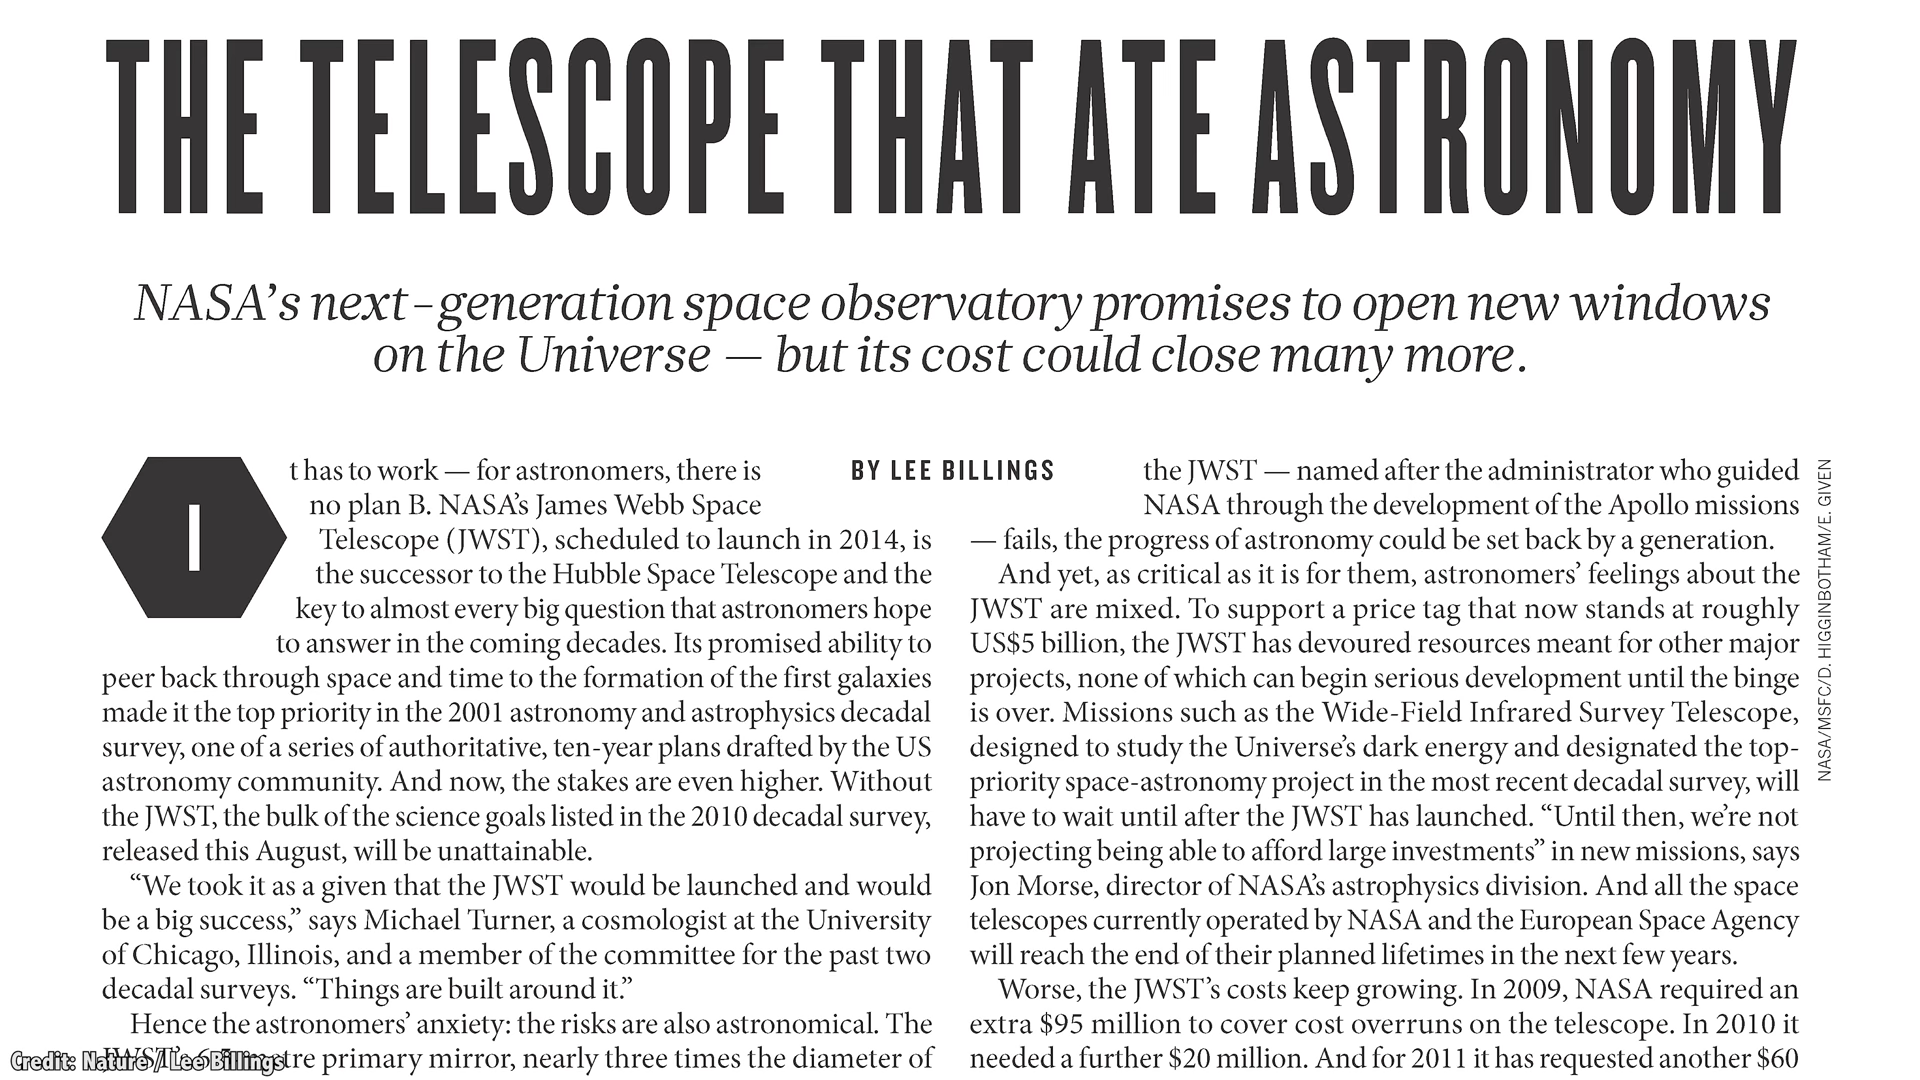 THE TELESCOPE THAT ATE ASTRONOMY
NASA’s next-generation space observatory promises to open new windows
on the Universe — but its cost could close many more.
BY LEE BILLINGS
It has to work — for astronomers, there is
no plan B. NASA’s James Webb Space
Telescope (JWST), scheduled to launch in 2014, is
the successor to the Hubble Space Telescope and the
key to almost every big question that astronomers hope
to answer in the coming decades. Its promised ability to
peer back through space and time to the formation of the first galaxies
made it the top priority in the 2001 astronomy and astrophysics decadal
survey, one of a series of authoritative, ten-year plans drafted by the US
astronomy community. And now, the stakes are even higher. Without
the JWST, the bulk of the science goals listed in the 2010 decadal survey,
released this August, will be unattainable.
“We took it as a given that the JWST would be launched and would
be a big success,” says Michael Turner, a cosmologist at the University
of Chicago, Illinois, and a member of the committee for the past two
decadal surveys. “Things are built around it.”
Hence the astronomers’ anxiety: the risks are also astronomical. The
JWST’s primary mirror, nearly three times the diameter of
the JWST — named after the administrator who guided
NASA through the development of the Apollo missions
— fails, the progress of astronomy could be set back by a generation.
And yet, as critical as it is for them, astronomers’ feelings about the
JWST are mixed. To support a price tag that now stands at roughly
US$5 billion, the JWST has devoured resources meant for other major
projects, none of which can begin serious development until the binge
is over. Missions such as the Wide-Field Infrared Survey Telescope,
designed to study the Universe’s dark energy and designated the top-
priority space-astronomy project in the most recent decadal survey, will
have to wait until after the JWST has launched. “Until then, we’re not
projecting being able to afford large investments” in new missions, says
Jon Morse, director of NASA’s astrophysics division. And all the space
telescopes currently operated by NASA and the European Space Agency
will reach the end of their planned lifetimes in the next few years.
Worse, the JWST’s costs keep growing. In 2009, NASA required an
extra $95 million to cover cost overruns on the telescope. In 2010 it
needed a further $20 million. And for 2011 it has requested another $60
NASA/MSFC/D. HIGGINBOTHAM/E. GIVEN
Credit: Nature / Lee Billings